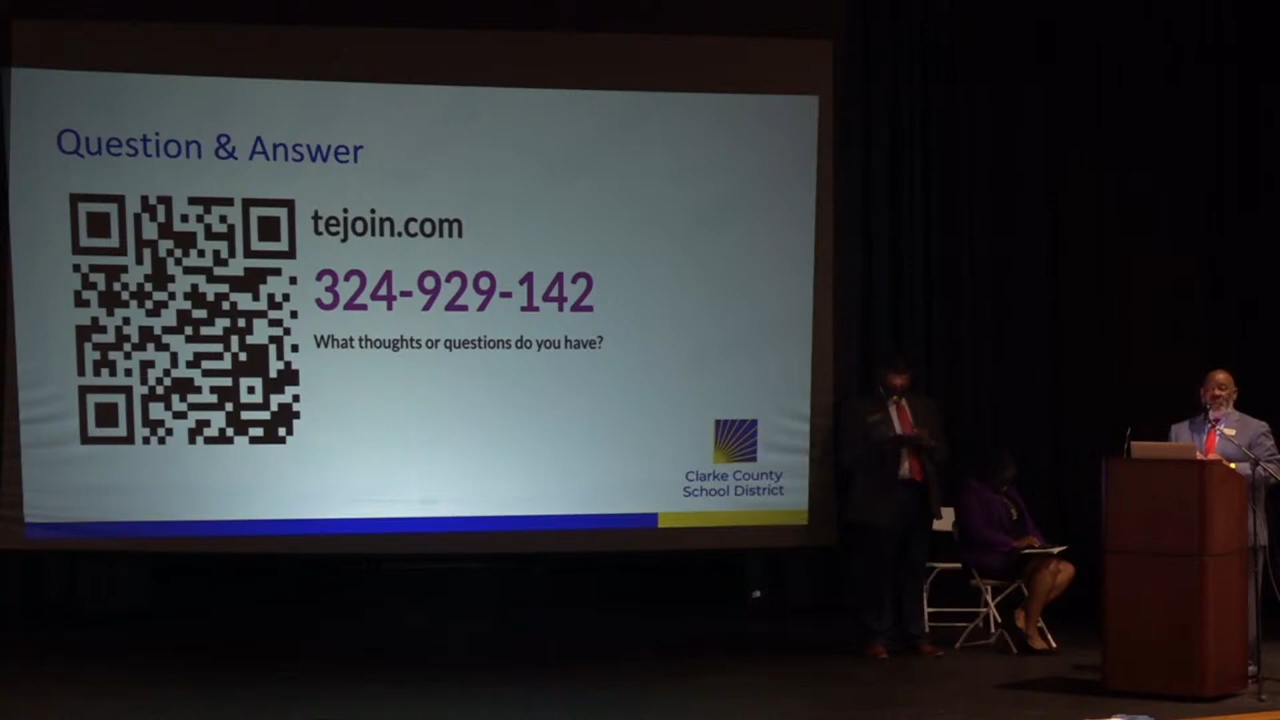 Question & Answer
tejoin.com
324-929-142
What thoughts or questions do you have?
Clarke County
School District